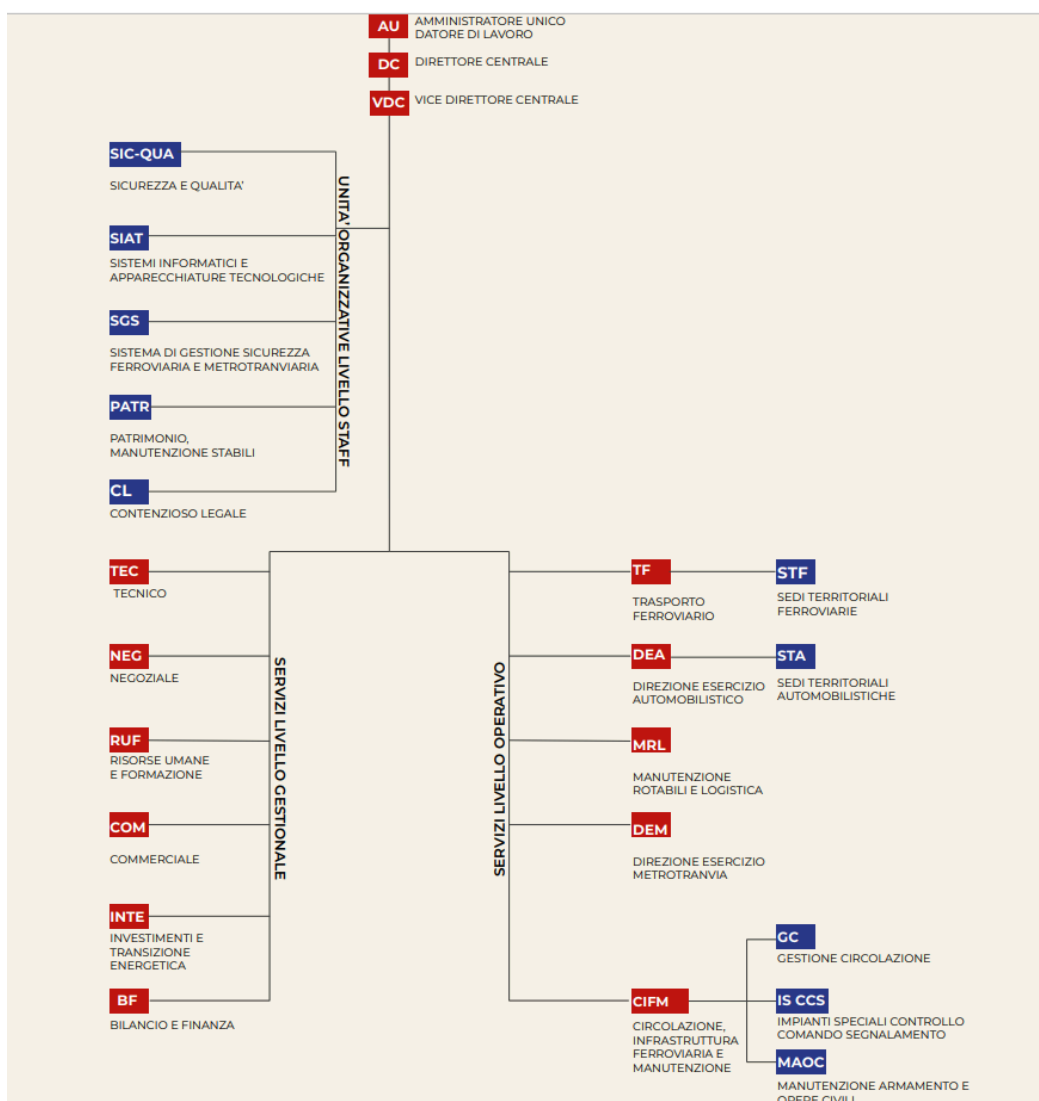 AU
AMMINISTRATORE UNICO
DATORE DI LAVORO
DC
DIRETTORE CENTRALE
VDC
VICE DIRETTORE CENTRALE
UNITA' ORGANIZZATIVE LIVELLO STAFF
SIC-QUA
SICUREZZA E QUALITA'
SIAT
SISTEMI INFORMATICI E
APPARECCHIATURE TECNOLOGICHE
SGS
SISTEMA DI GESTIONE SICUREZZA
FERROVIARIA E METROTRANVIARIA
PATR
PATRIMONIO,
MANUTENZIONE STABILI
CL
CONTENZIOSO LEGALE
SERVIZI LIVELLO GESTIONALE
TEC
TECNICO
NEG
NEGOZIALE
RUF
RISORSE UMANE
E FORMAZIONE
COM
COMMERCIALE
INTE
INVESTIMENTI E
TRANSIZIONE
ENERGETICA
BF
BILANCIO E FINANZA
SERVIZI LIVELLO OPERATIVO
TF
TRASPORTO
FERROVIARIO
STF
SEDI TERRITORIALI
FERROVIARIE
DEA
DIREZIONE ESERCIZIO
AUTOMOBILISTICO
STA
SEDI TERRITORIALI
AUTOMOBILISTICHE
MRL
MANUTENZIONE
ROTABILI E LOGISTICA
DEM
DIREZIONE ESERCIZIO
METROTRANVIA
CIFM
CIRCOLAZIONE,
INFRASTRUTTURA
FERROVIARIA E
MANUTENZIONE
GC
GESTIONE CIRCOLAZIONE
IS CCS
IMPIANTI SPECIALI CONTROLLO
COMANDO SEGNALAMENTO
MAOC
MANUTENZIONE ARMAMENTO E
OPERE CIVILI